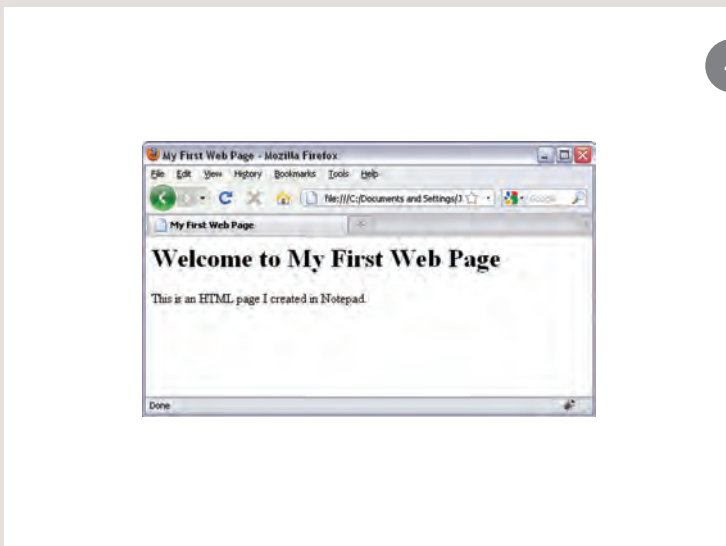 My First Web Page - Mozilla Firefox
File Edit View History Bookmarks Tools Help
file:///C:/Documents and Settings/J Google
My First Web Page
Welcome to My First Web Page
This is an HTML page I created in Notepad.
Done